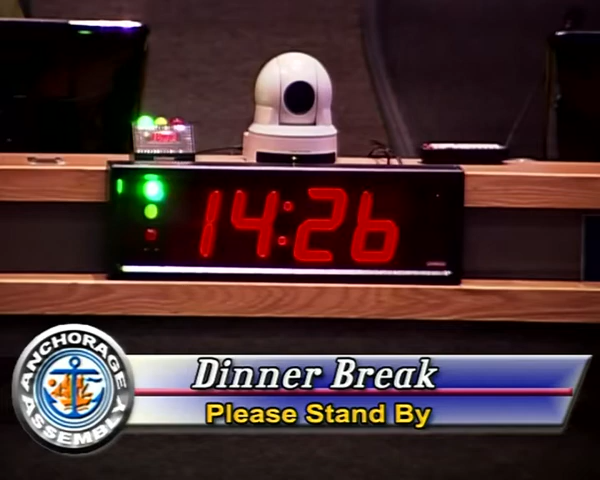 14:26
ANCHORAGE
ASSEMBLY
Dinner Break
Please Stand By